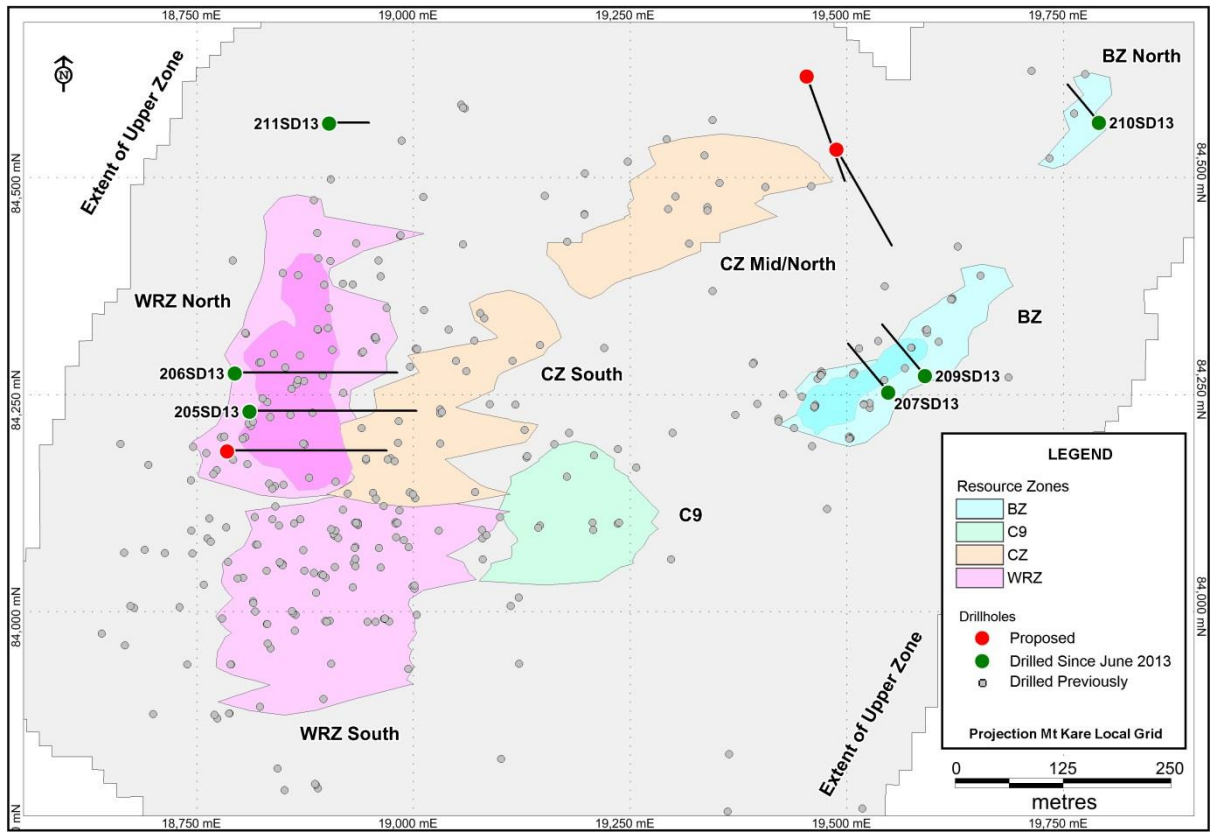 18,750 mE
19,000 mE
19,250 mE
19,500 mE
19,750 mE
N
BZ North
Extent of Upper Zone
211SD13
210SD13
84,500 mN
84,500 mN
CZ Mid/North
WRZ North
BZ
206SD13
CZ South
209SD13
84,250 mN
205SD13
207SD13
84,250 mN
C9
84,000 mN
84,000 mN
WRZ South
Extent of Upper Zone
LEGEND
Resource Zones
BZ
C9
CZ
WRZ
Drillholes
Proposed
Drilled Since June 2013
Drilled Previously
Projection Mt Kare Local Grid
0 125 250
metres
18,750 mE
19,000 mE
19,250 mE
19,500 mE
19,750 mE